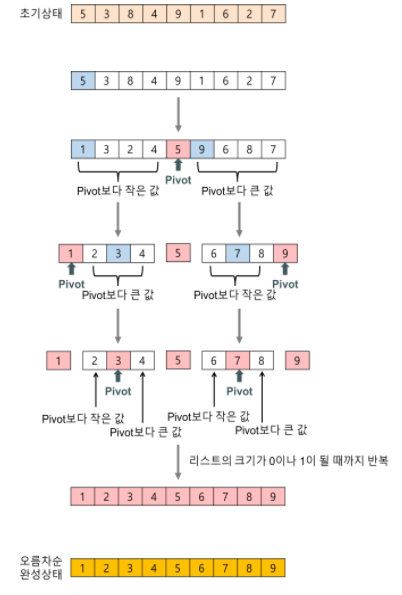 초기상태 5 3 8 4 9 1 6 2 7
5 3 8 4 9 1 6 2 7
1 3 2 4 5 9 6 8 7
Pivot
Pivot보다 작은 값 Pivot보다 큰 값
1 2 3 4 5 6 7 8 9
Pivot Pivot
Pivot보다 큰 값 Pivot보다 작은 값
1 2 3 4 5 6 7 8 9
Pivot Pivot
Pivot보다 작은 값 Pivot보다 작은 값
Pivot보다 큰 값 Pivot보다 큰 값
리스트의 크기가 0이나 1이 될 때까지 반복
1 2 3 4 5 6 7 8 9
오름차순
완성상태 1 2 3 4 5 6 7 8 9